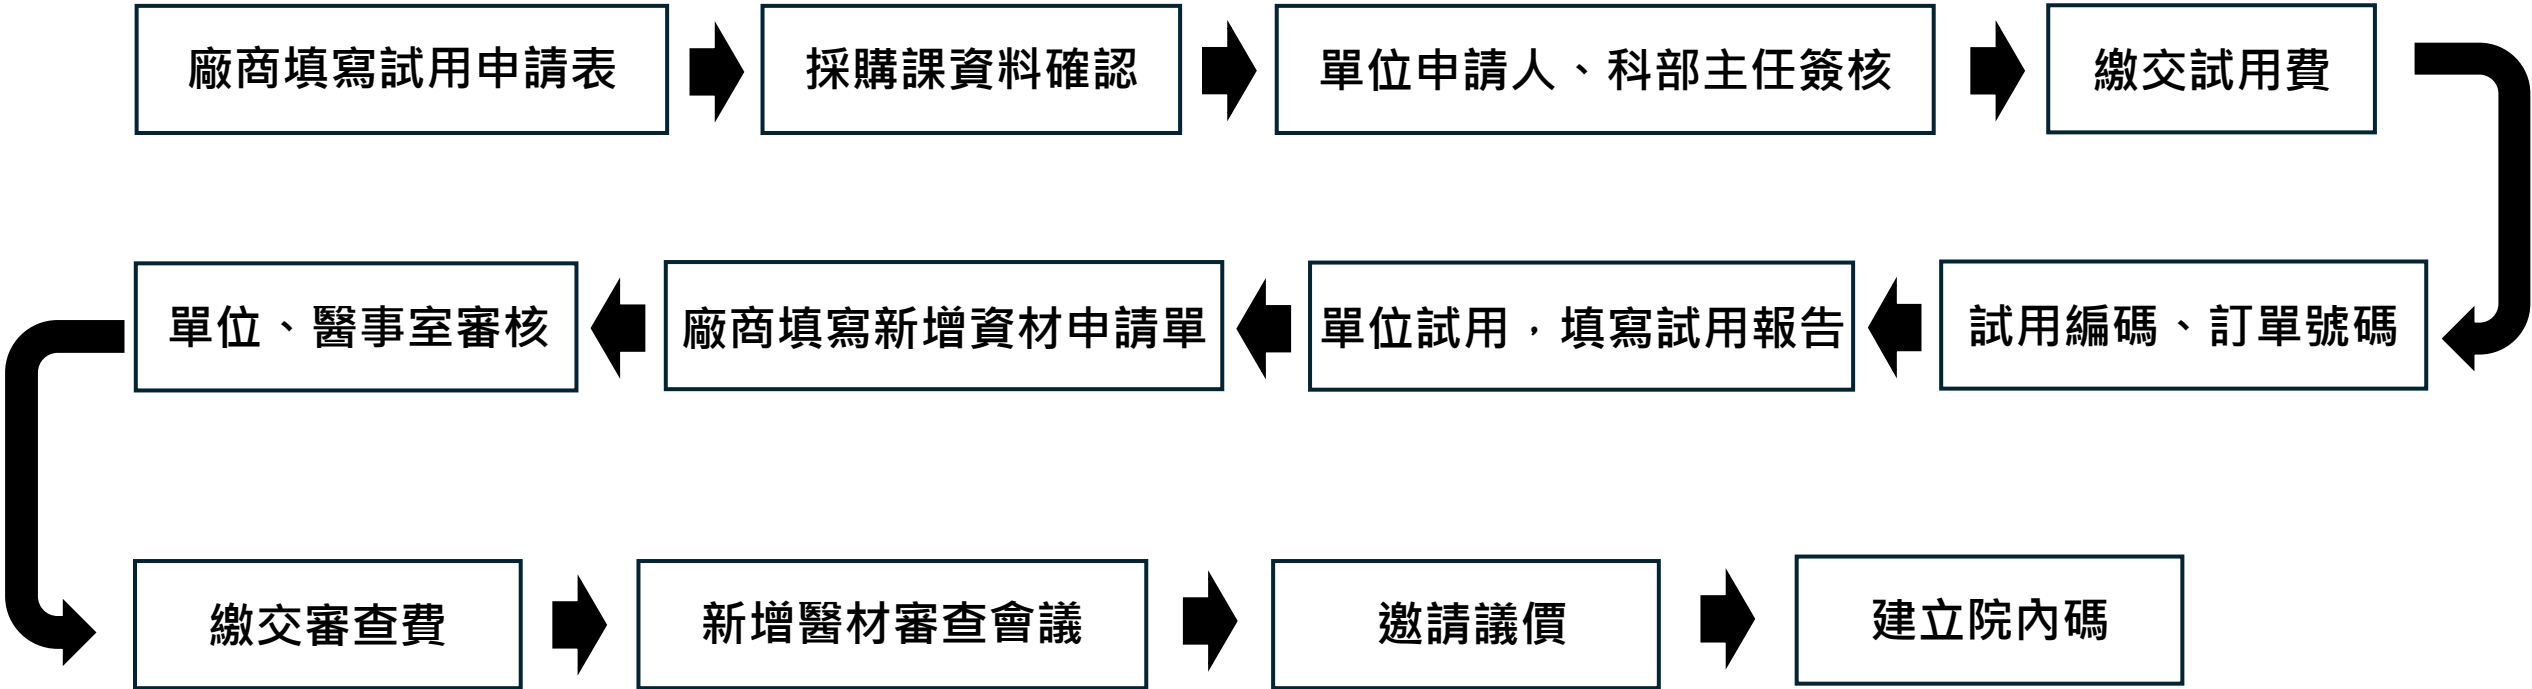 廠商填寫試用申請表
採購課資料確認
單位申請人、科部主任簽核
繳交試用費
試用編碼、訂單號碼
單位試用，填寫試用報告
廠商填寫新增資材申請單
單位、醫事室審核
繳交審查費
新增醫材審查會議
邀請議價
建立院內碼